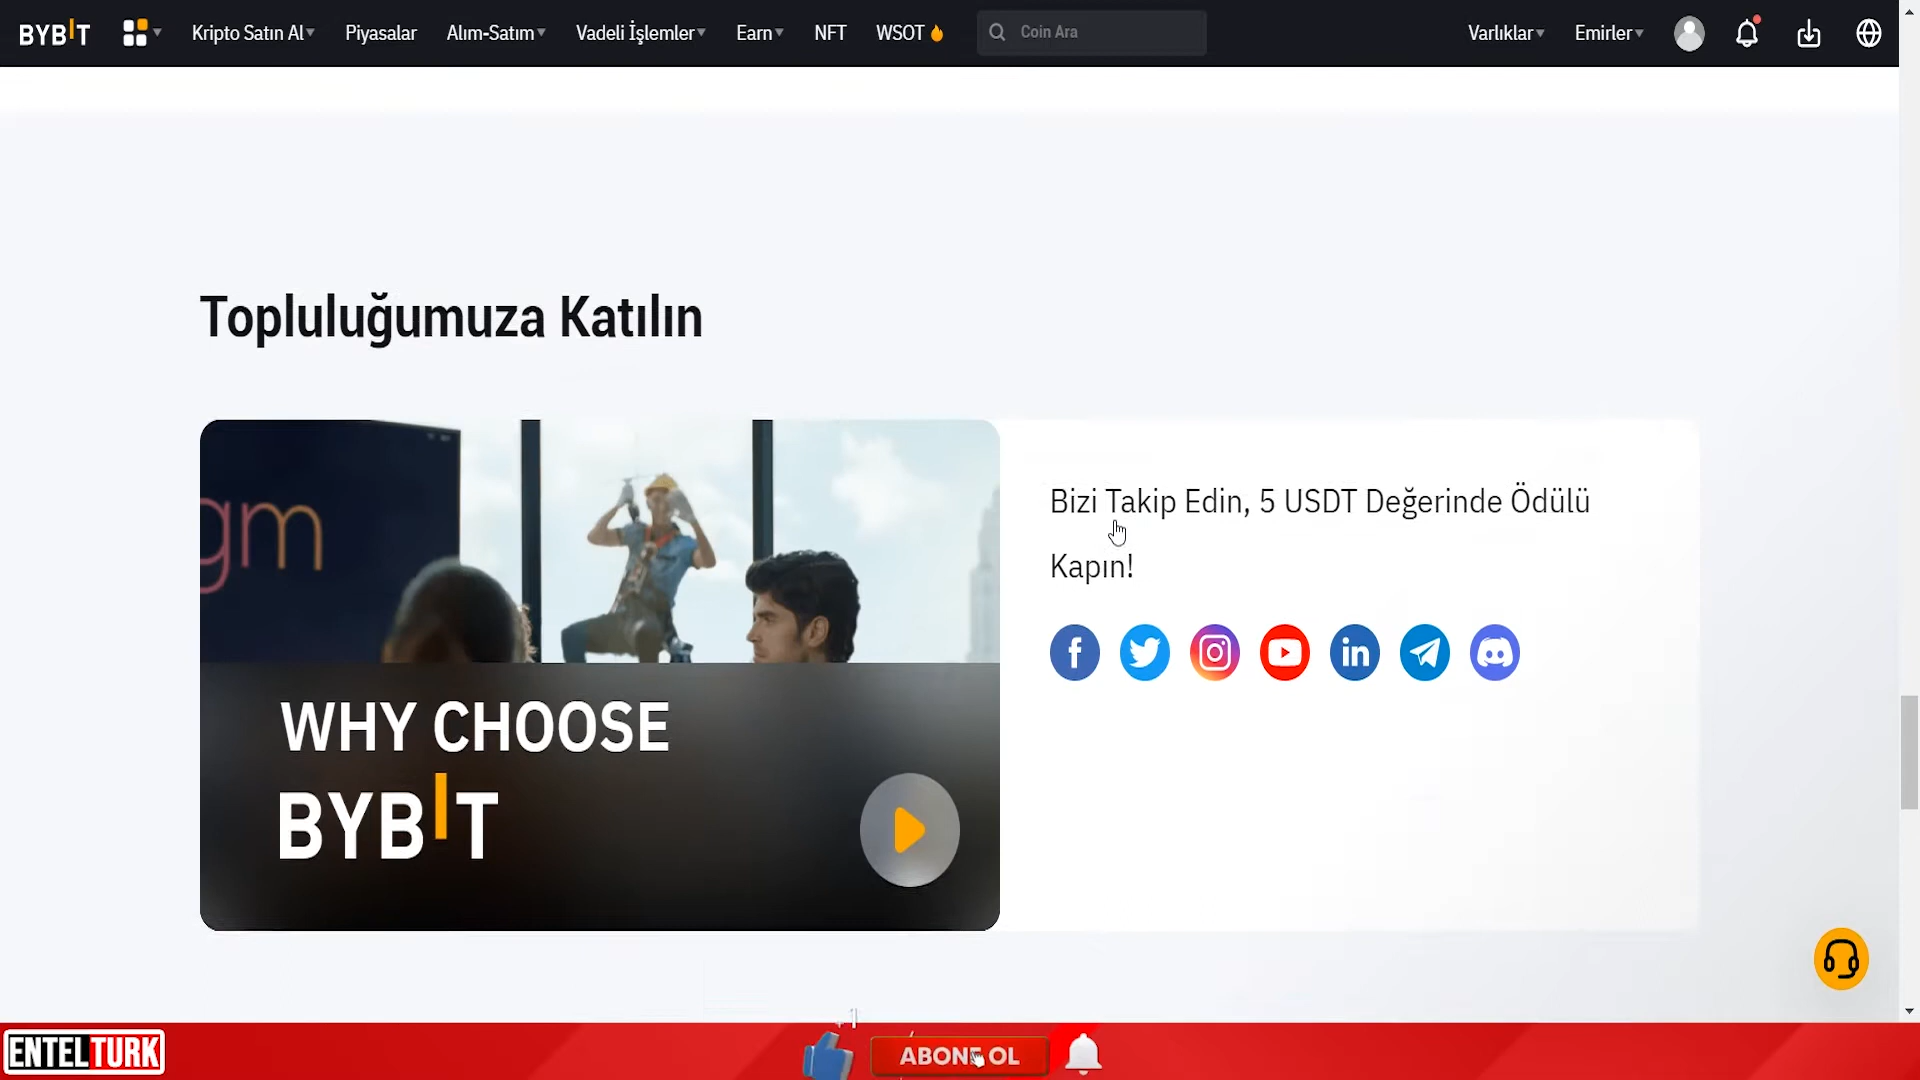 BYBIT
Kripto Satın Al
Piyasalar
Alım-Satım
Vadeli İşlemler
Earn
NFT
WSOT
Coin Ara
Varlıklar
Emirler
Topluluğumuza Katılın
gm
WHY CHOOSE
BYBIT
Bizi Takip Edin, 5 USDT Değerinde Ödülü
Kapın!
ENTELTURK
+1
ABONE OL